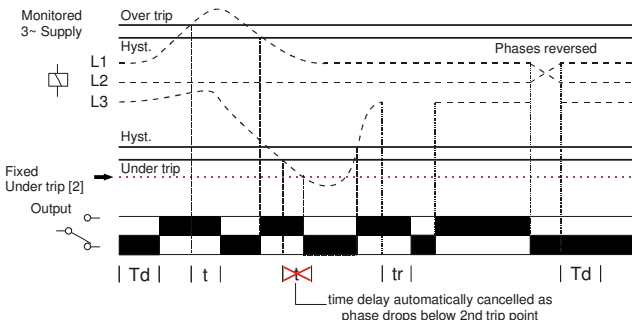 Monitored
3~ Supply
Over trip
Hyst.
L1
L2
L3
Phases reversed
Hyst.
Under trip
Fixed
Under trip [2]
Output
Td
t
t
tr
Td
time delay automatically cancelled as
phase drops below 2nd trip point